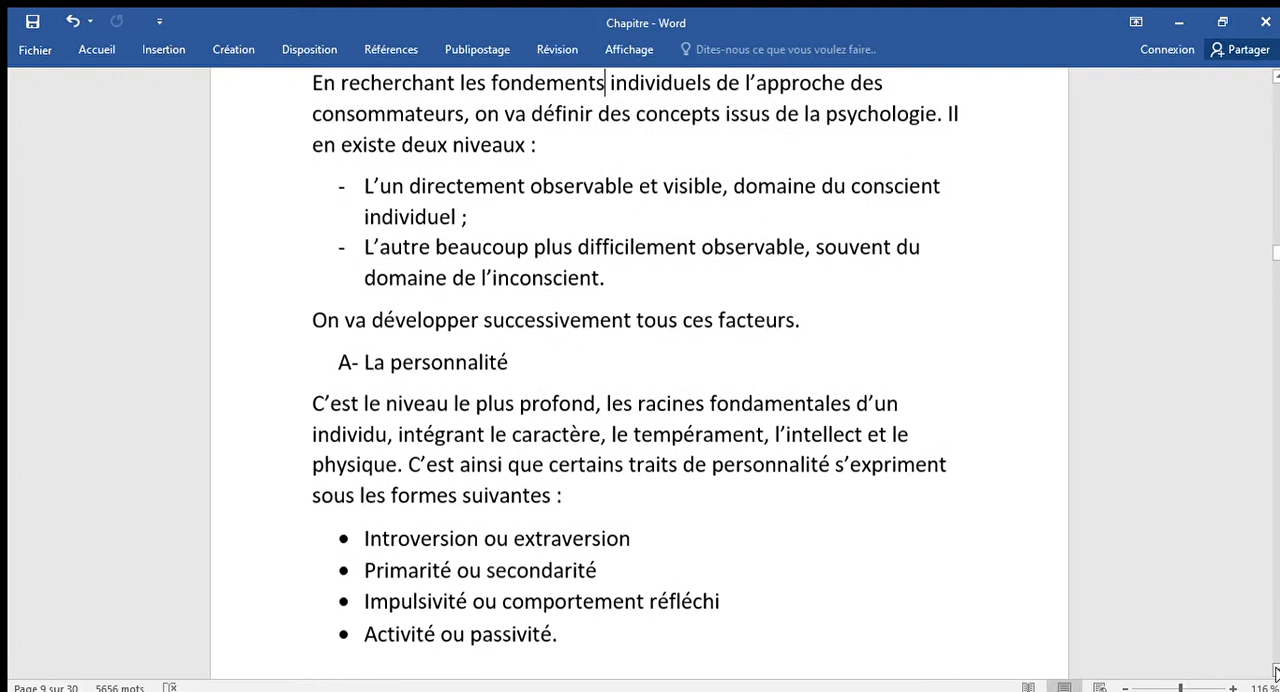 Chapitre - Word
Fichier Accueil Insertion Création Disposition Références Publipostage Révision Affichage Dites-nous ce que vous voulez faire.. Connexion Partager
En recherchant les fondements individuels de l’approche des
consommateurs, on va définir des concepts issus de la psychologie. Il
en existe deux niveaux :
- L’un directement observable et visible, domaine du conscient
individuel ;
- L’autre beaucoup plus difficilement observable, souvent du
domaine de l’inconscient.
On va développer successivement tous ces facteurs.
A- La personnalité
C’est le niveau le plus profond, les racines fondamentales d’un
individu, intégrant le caractère, le tempérament, l’intellect et le
physique. C’est ainsi que certains traits de personnalité s’expriment
sous les formes suivantes :
• Introversion ou extraversion
• Primarité ou secondarité
• Impulsivité ou comportement réfléchi
• Activité ou passivité.
Page 9 sur 30 5656 mots 116 %